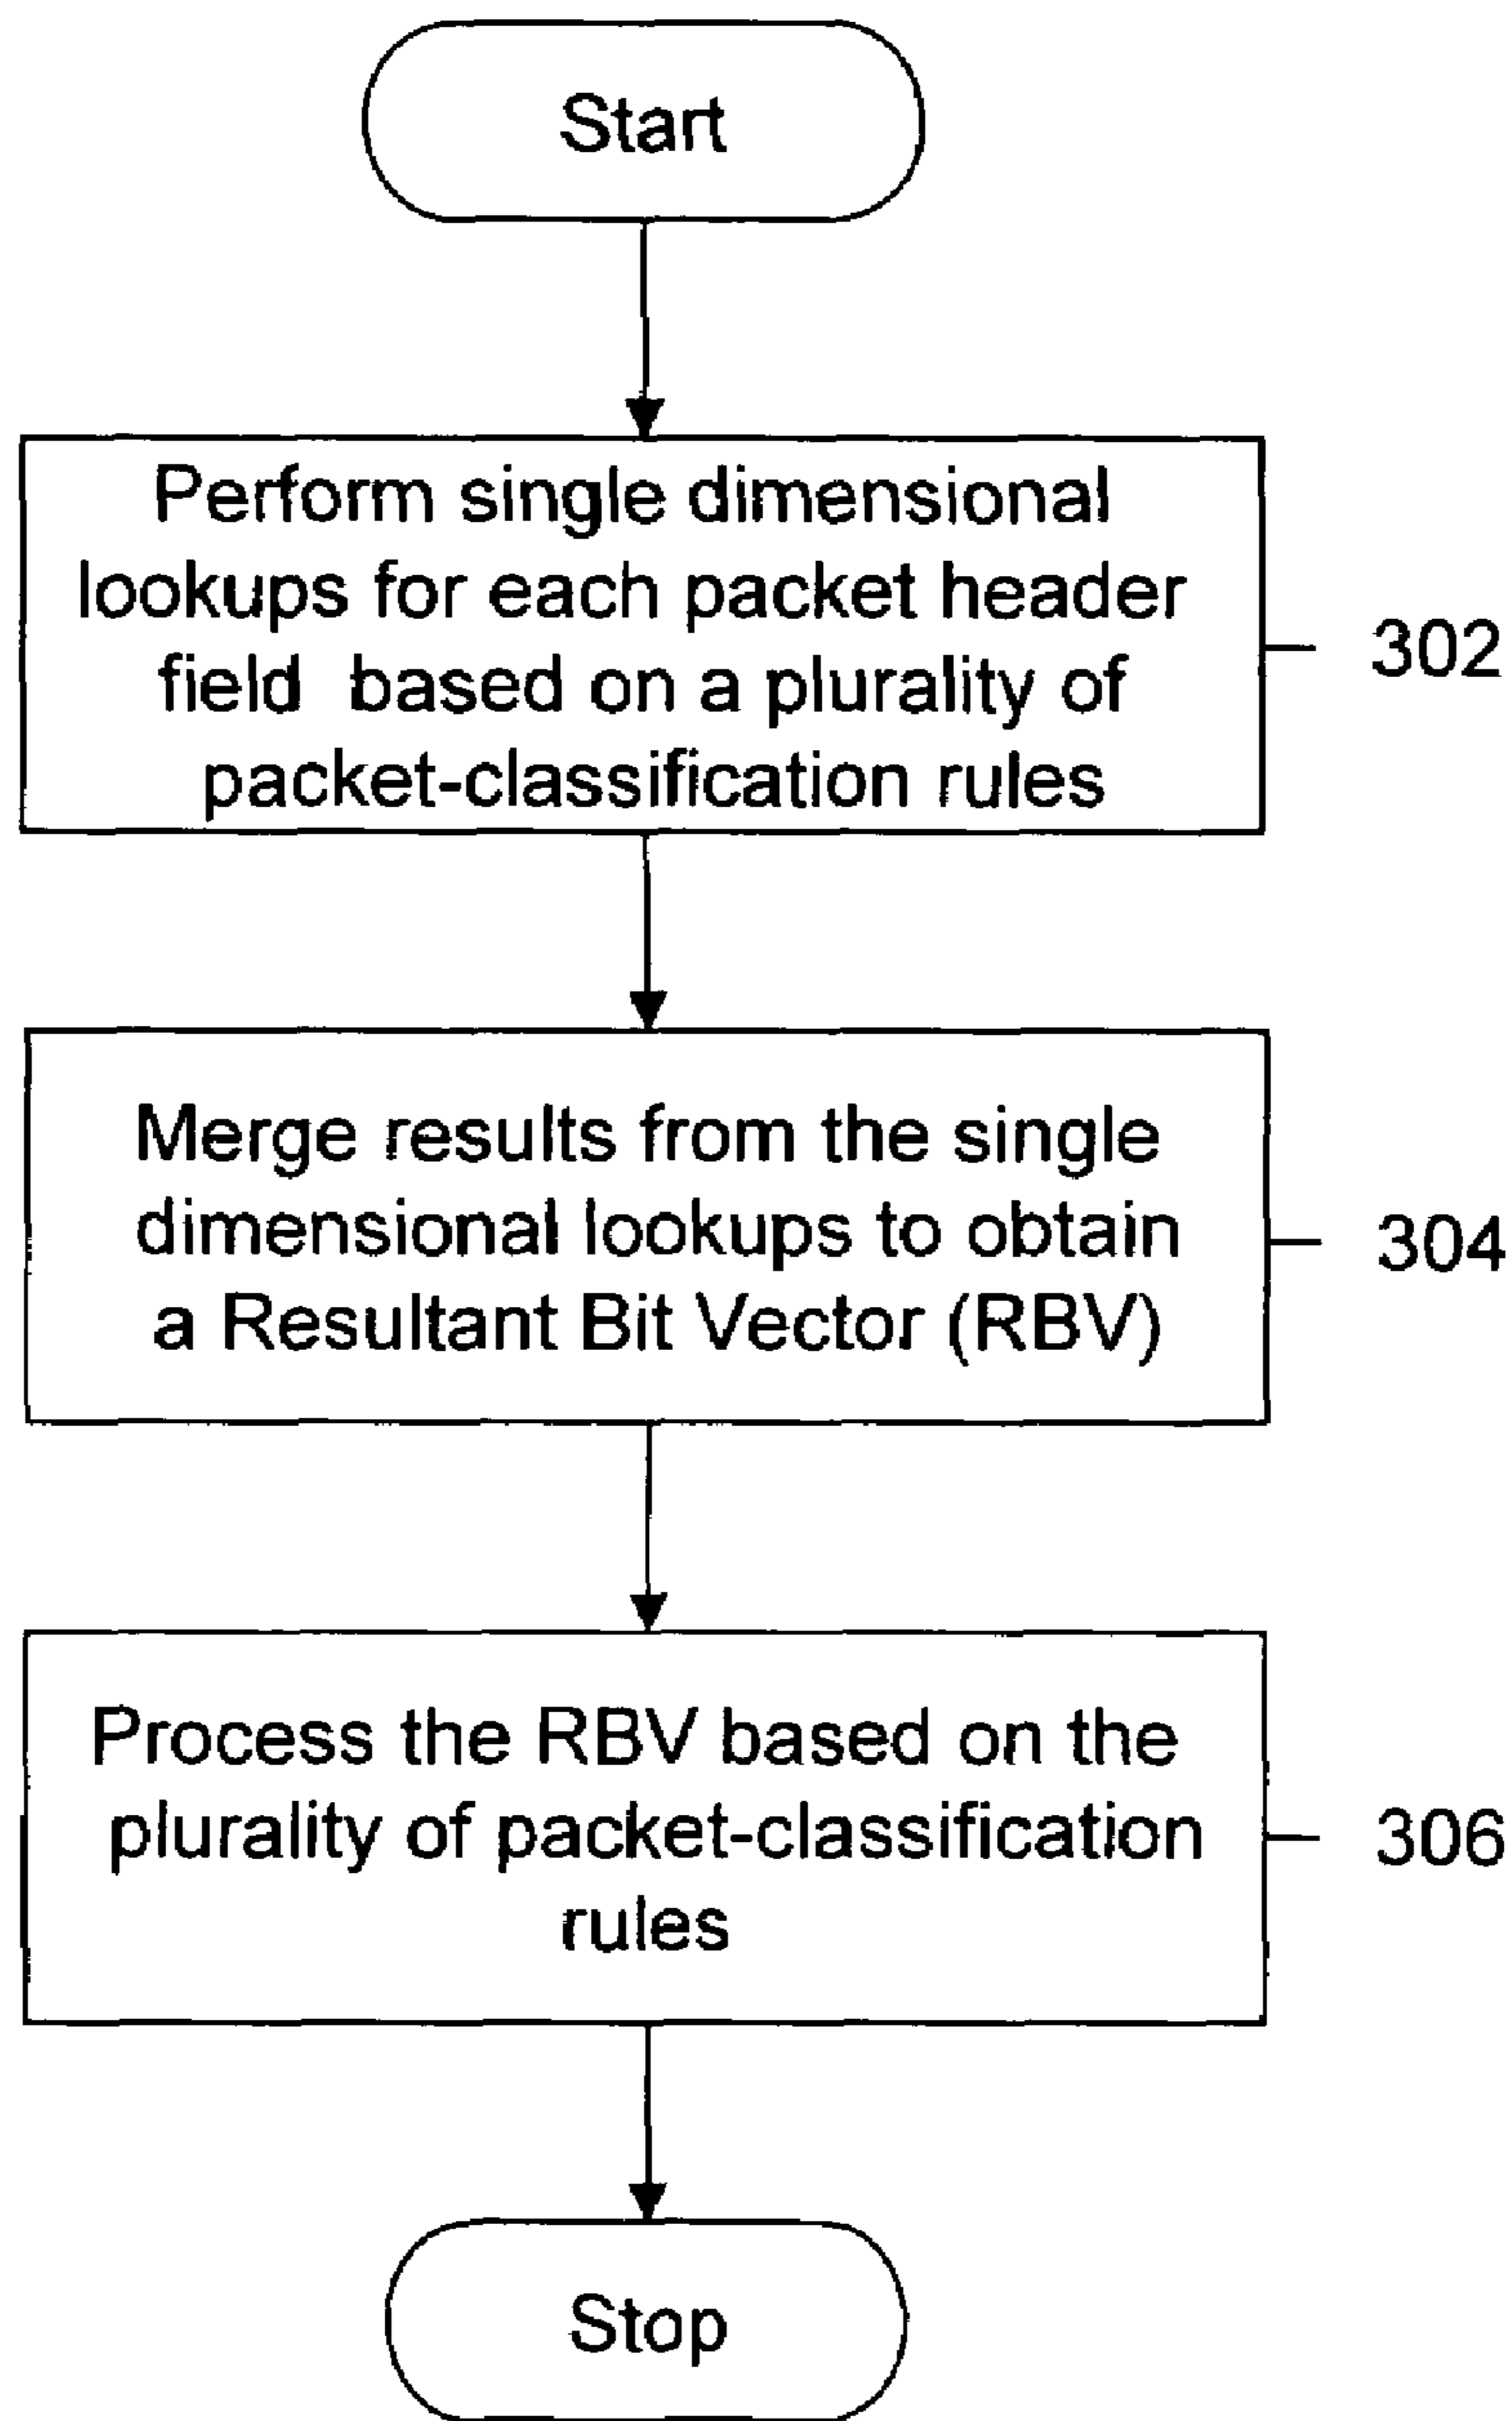 Start
Perform single dimensional
lookups for each packet header
field based on a plurality of
packet-classification rules
302
Merge results from the single
dimensional lookups to obtain
a Resultant Bit Vector (RBV)
304
Process the RBV based on the
plurality of packet-classification
rules
306
Stop